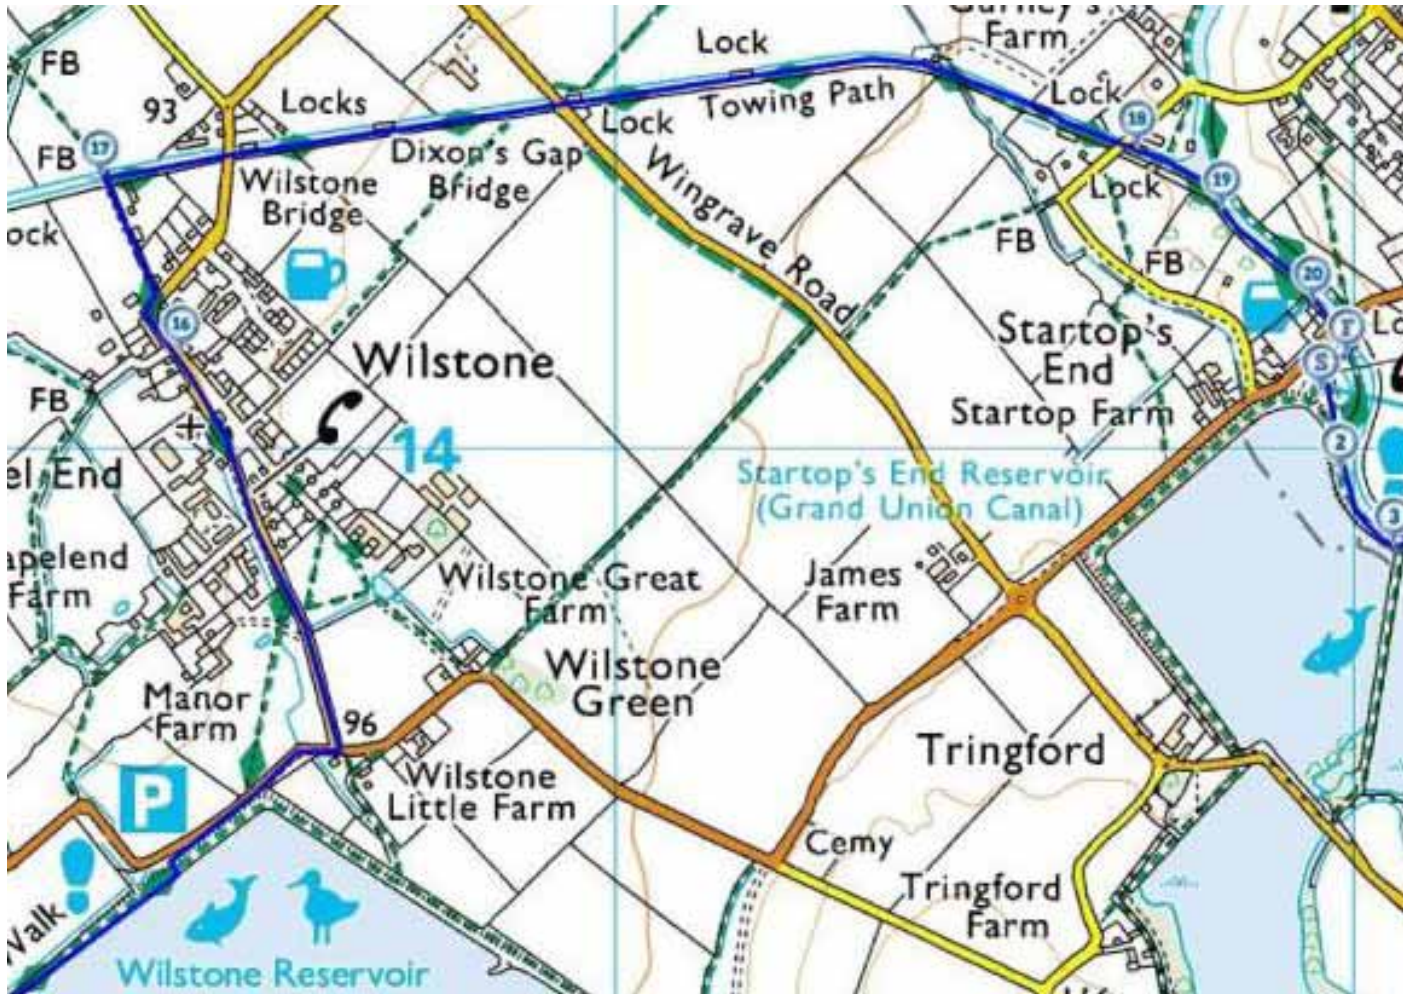 Gurney's
Farm
FB
Lock
93
Locks
Lock
Towing Path
Lock
18
17
FB
Dixon's Gap
Bridge
Wilstone
Bridge
Wingrave Road
Lock
19
ock
FB
FB
20
16
Wilstone
Startop's
End
F
Lo
S
FB
Startop Farm
14
2
el End
Startop's End Reservoir
(Grand Union Canal)
3
apelend
Farm
Wilstone Great
Farm
James
Farm
Wilstone
Green
Manor
Farm
96
Tringford
P
Wilstone
Little Farm
Cemy
Walk
Tringford
Farm
Wilstone Reservoir